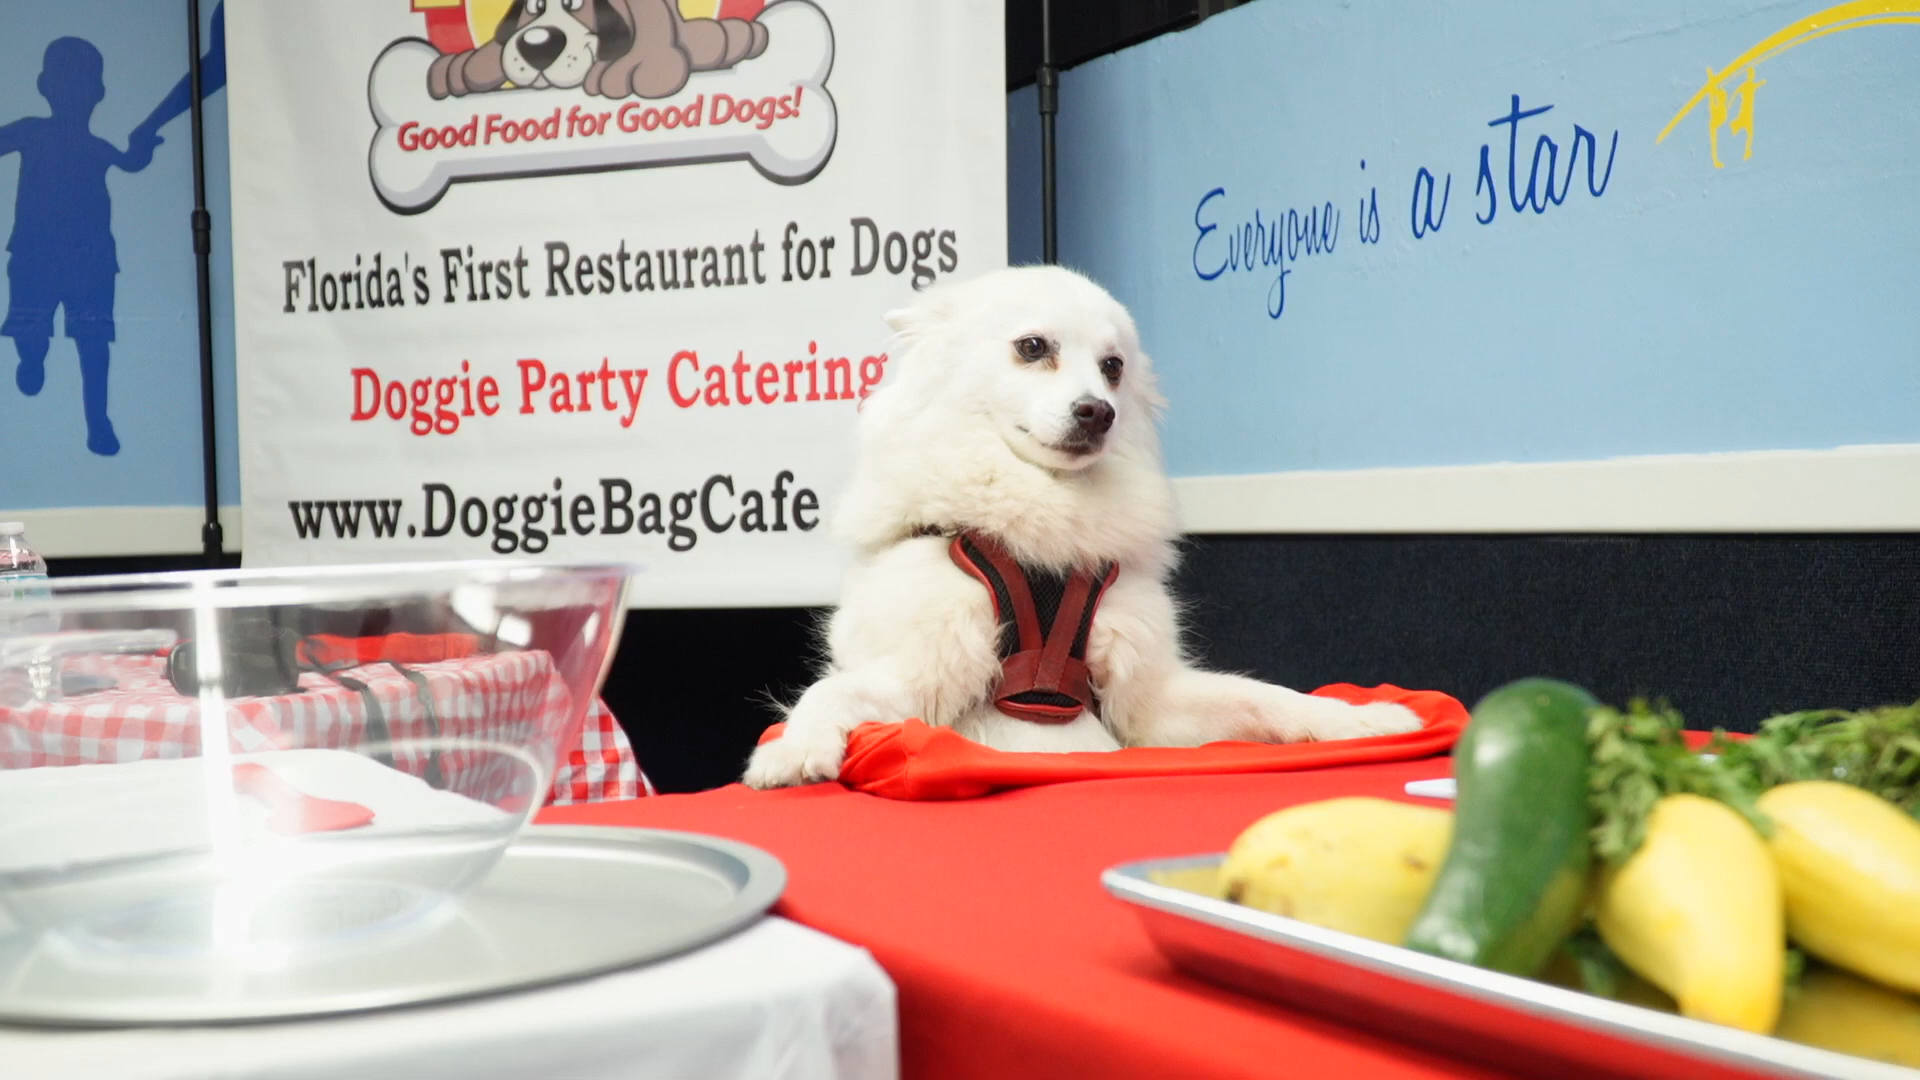 Good Food for Good Dogs!
Florida's First Restaurant for Dogs
Doggie Party Catering
www.DoggieBagCafe
Everyone is a star